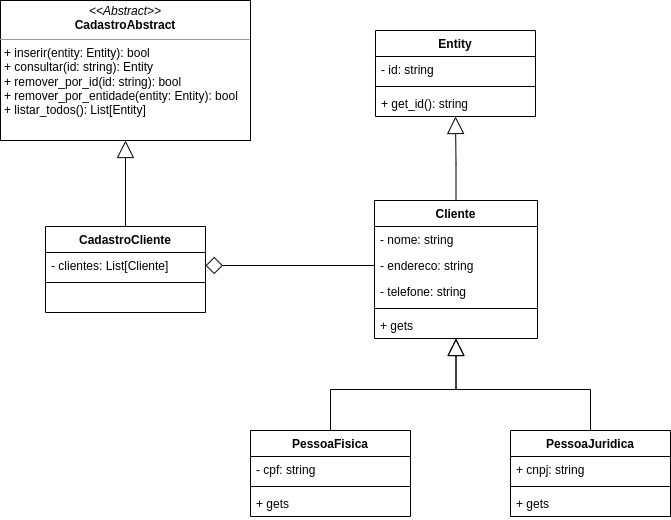 <<Abstract>>
CadastroAbstract
+ inserir(entity: Entity): bool
+ consultar(id: string): Entity
+ remover_por_id(id: string): bool
+ remover_por_entidade(entity: Entity): bool
+ listar_todos(): List[Entity]
Entity
- id: string
+ get_id(): string
CadastroCliente
- clientes: List[Cliente]
Cliente
- nome: string
- endereco: string
- telefone: string
+ gets
PessoaFisica
- cpf: string
+ gets
PessoaJuridica
+ cnpj: string
+ gets